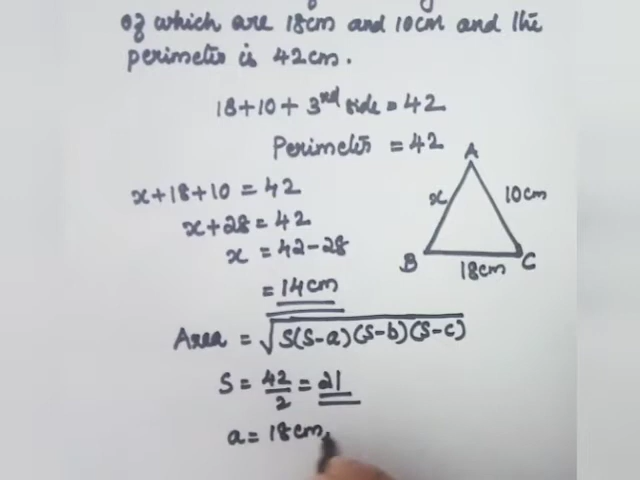 of which are 18cm and 10cm and the
perimeter is 42cm.
18+10+3rd side = 42
Perimeter = 42
A
x+18+10 = 42
x
10cm
x+28 = 42
x = 42-28
B
18cm
C
= 14cm
Area = √S(S-a)(S-b)(S-c)
S = 42/2 = 21
a = 18cm,